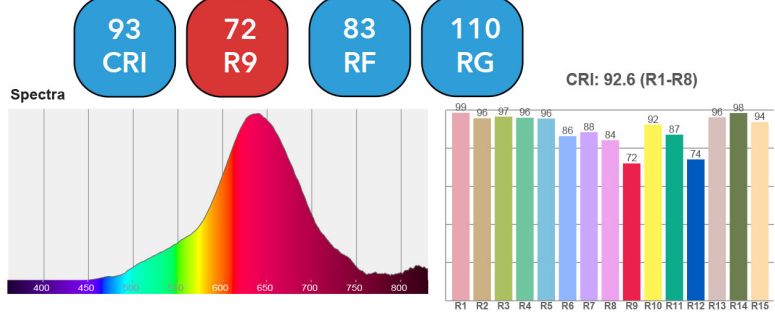 93
CRI
72
R9
83
RF
110
RG
Spectra
CRI: 92.6 (R1-R8)
400 450 500 550 600 650 700 750 800
99 96 97 96 96 86 88 84 72 92 87 74 96 98 94
R1 R2 R3 R4 R5 R6 R7 R8 R9 R10 R11 R12 R13 R14 R15